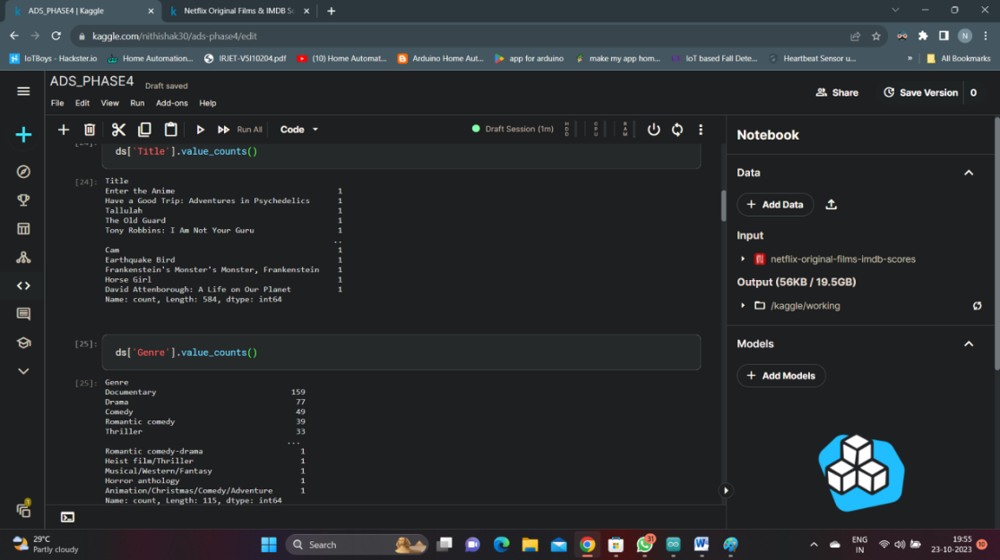 ADS_PHASE4 | Kaggle
Netflix Original Films & IMDB Sc
kaggle.com/nithishak30/ads-phase4/edit
N
IoTBoys - Hackster.io
Home Automation...
IRJET-V5I10204.pdf
(10) Home Automat...
Arduino Home Aut...
app for arduino
make my app hom...
IoT based Fall Dete...
Heartbeat Sensor u...
»
All Bookmarks
ADS_PHASE4
Draft saved
File Edit View Run Add-ons Help
Share
Save Version
0
Run All
Code
Draft Session (1m)
HDD
CPU
RAM
ds['Title'].value_counts()
[24]:
Title
Enter the Anime 1
Have a Good Trip: Adventures in Psychedelics 1
Tallulah 1
The Old Guard 1
Tony Robbins: I Am Not Your Guru 1
..
Cam 1
Earthquake Bird 1
Frankenstein's Monster's Monster, Frankenstein 1
Horse Girl 1
David Attenborough: A Life on Our Planet 1
Name: count, Length: 584, dtype: int64
[25]:
ds['Genre'].value_counts()
[25]:
Genre
Documentary 159
Drama 77
Comedy 49
Romantic comedy 39
Thriller 33
...
Romantic comedy-drama 1
Heist film/Thriller 1
Musical/Western/Fantasy 1
Horror anthology 1
Animation/Christmas/Comedy/Adventure 1
Name: count, Length: 115, dtype: int64
Notebook
Data
+ Add Data
Input
netflix-original-films-imdb-scores
Output (56KB / 19.5GB)
/kaggle/working
Models
+ Add Models
29°C
Partly cloudy
Search
31
ENG
IN
19:55
23-10-2023
10